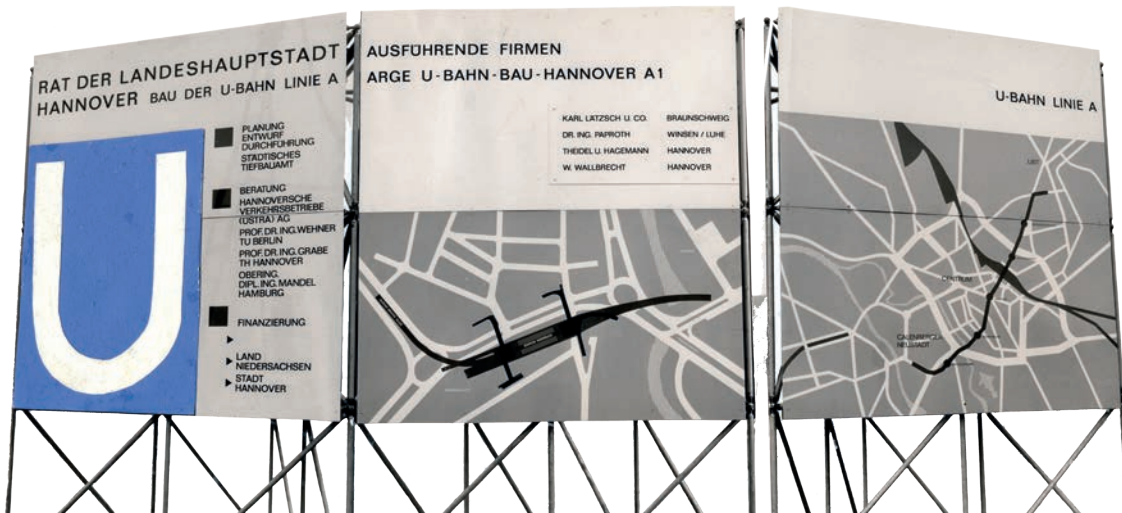 RAT DER LANDESHAUPTSTADT
HANNOVER BAU DER U-BAHN LINIE A
U
PLANUNG
ENTWURF
DURCHFÜHRUNG
STÄDTISCHES
TIEFBAUAMT
BERATUNG
HANNOVERSCHE
VERKEHRSBETRIEBE
(ÜSTRA) AG
PROF. DR. ING. WEHNER
TU BERLIN
PROF. DR. ING. GRABE
TH HANNOVER
OBERING.
DIPL. ING. MANDEL
HAMBURG
FINANZIERUNG
LAND
NIEDERSACHSEN
STADT
HANNOVER
AUSFÜHRENDE FIRMEN
ARGE U-BAHN-BAU-HANNOVER A1
KARL LÄTZSCH U. CO. BRAUNSCHWEIG
DR. ING. PAPROTH WINSEN / LUHE
THEIDEL U. HAGEMANN HANNOVER
W. WALLBRECHT HANNOVER
U-BAHN LINIE A
LIST
CENTRUM
CALENBERGER
NEUSTADT